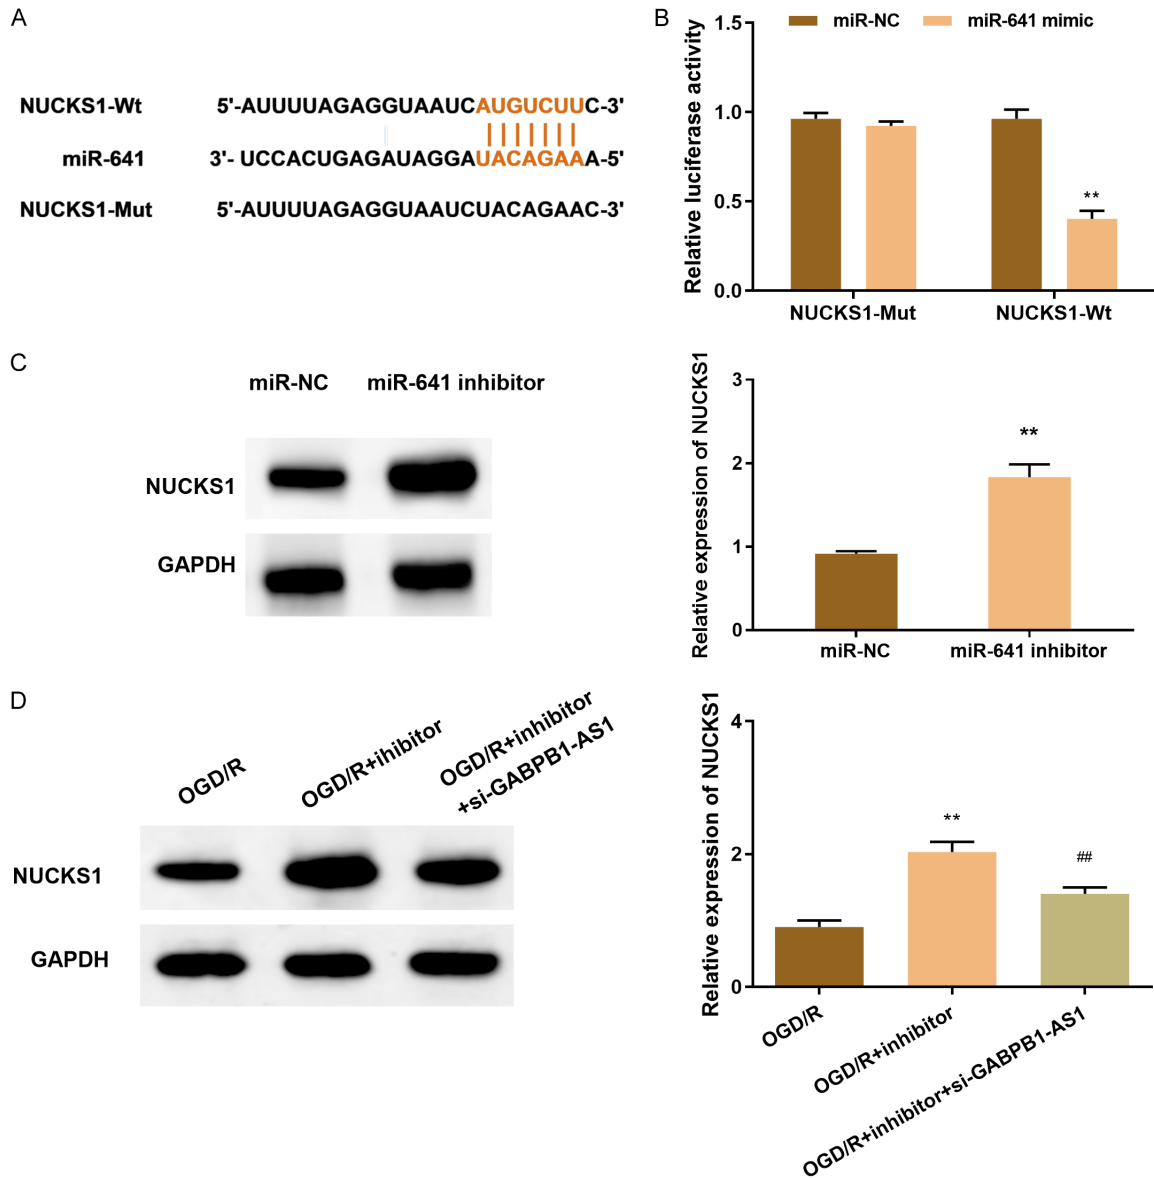 A
NUCKS1-Wt 5'-AUUUUAGAGGUAAUCAUGUCUUC-3'
miR-641 3'- UCCACUGAGAUAGGAUACAGAAA-5'
NUCKS1-Mut 5'-AUUUUAGAGGUAAUCUACAGAAC-3'
B
miR-NC miR-641 mimic
Relative luciferase activity
1.5
1.0
0.5
0.0
**
NUCKS1-Mut NUCKS1-Wt
C
miR-NC miR-641 inhibitor
NUCKS1
GAPDH
Relative expression of NUCKS1
3
2
1
0
**
miR-NC miR-641 inhibitor
D
OGD/R
OGD/R+ihibitor
OGD/R+inhibitor
+si-GABPB1-AS1
NUCKS1
GAPDH
Relative expression of NUCKS1
4
2
0
**
##
OGD/R
OGD/R+inhibitor
OGD/R+inhibitor+si-GABPB1-AS1